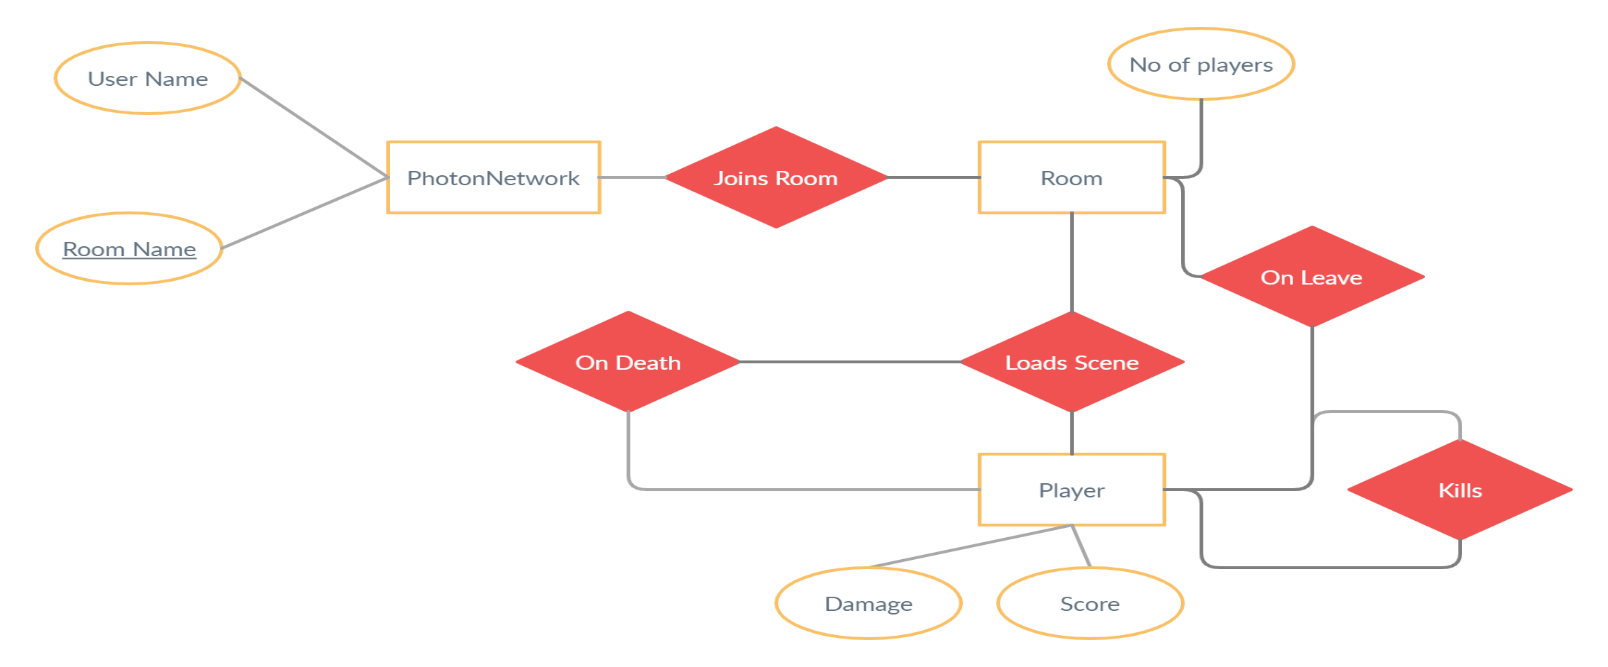 No of players
User Name
PhotonNetwork
Joins Room
Room
Room Name
On Leave
On Death
Loads Scene
Player
Kills
Damage
Score